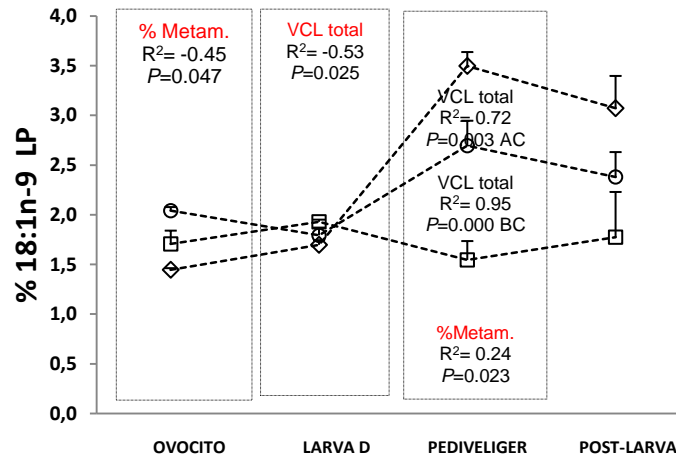 4,0
3,5
3,0
2,5
2,0
1,5
1,0
0,5
0,0
% 18:1n-9 LP
% Metam.
R²= -0.45
P=0.047
VCL total
R²= -0.53
P=0.025
VCL total
R²= 0.72
P=0.003 AC
VCL total
R²= 0.95
P=0.000 BC
%Metam.
R²= 0.24
P=0.023
OVOCITO
LARVA D
PEDIVELIGER
POST-LARVA